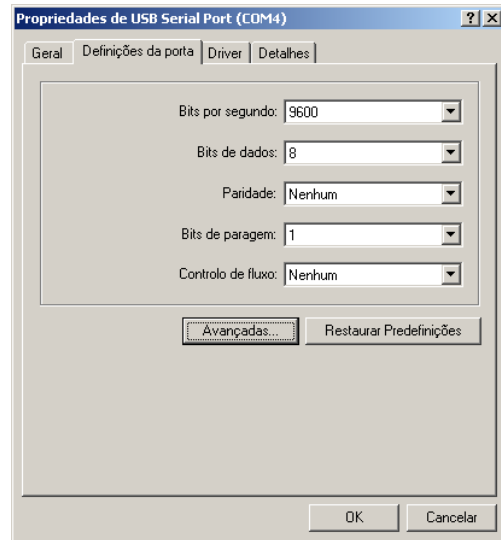 Propriedades de USB Serial Port (COM4)
Geral Definições da porta Driver Detalhes
Bits por segundo: 9600
Bits de dados: 8
Paridade: Nenhum
Bits de paragem: 1
Controlo de fluxo: Nenhum
Avançadas... Restaurar Predefinições
OK Cancelar